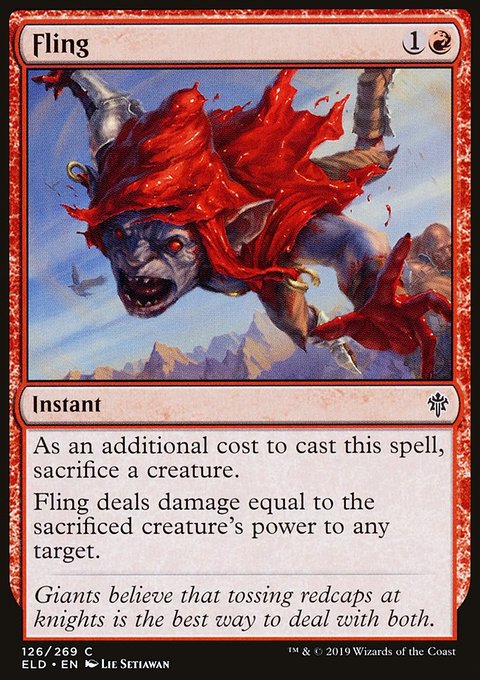 Fling 1
Instant
As an additional cost to cast this spell,
sacrifice a creature.
Fling deals damage equal to the
sacrificed creature's power to any
target.
Giants believe that tossing redcaps at
knights is the best way to deal with both.
126/269 C
ELD • EN Lie Setiawan
™ & © 2019 Wizards of the Coast